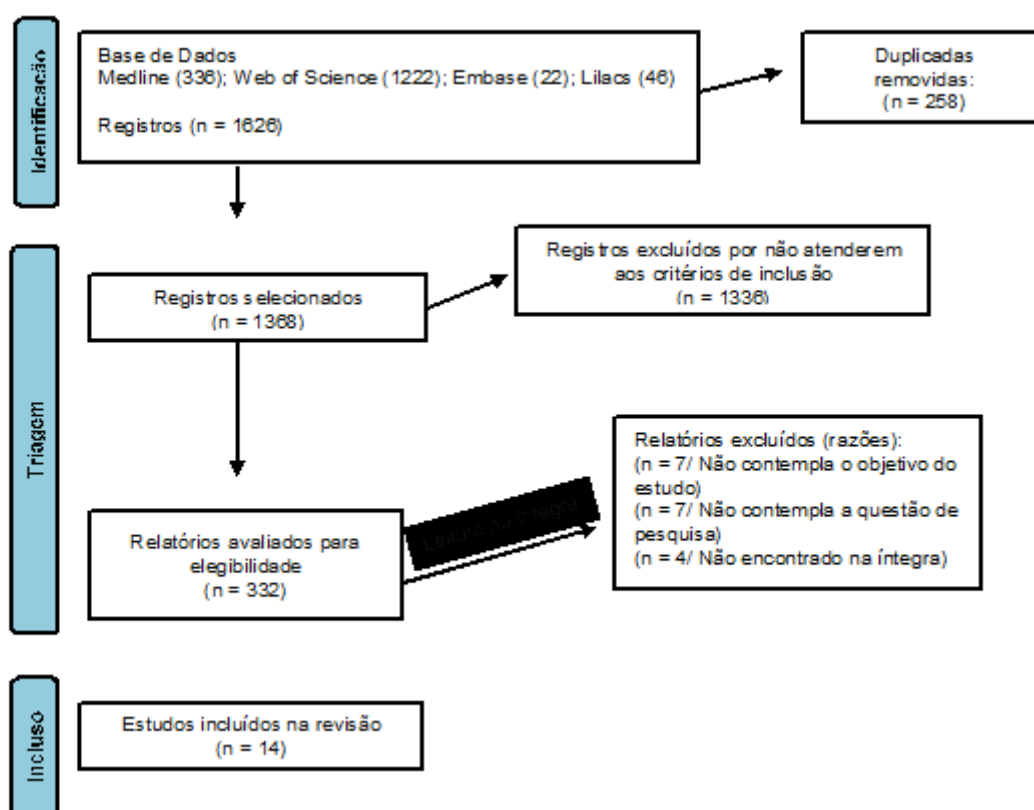 Identificação
Base de Dados
Medline (336); Web of Science (1222); Embase (22); Lilacs (46)
Registros (n = 1626)
Duplicadas
removidas:
(n = 258)
Triagem
Registros selecionados
(n = 1368)
Registros excluídos por não atenderem
aos critérios de inclusão
(n = 1336)
Relatórios avaliados para
elegibilidade
(n = 332)
Leitura na íntegra
Relatórios excluídos (razões):
(n = 7/ Não contempla o objetivo do
estudo)
(n = 7/ Não contempla a questão de
pesquisa)
(n = 4/ Não encontrado na íntegra)
Incluso
Estudos incluídos na revisão
(n = 14)